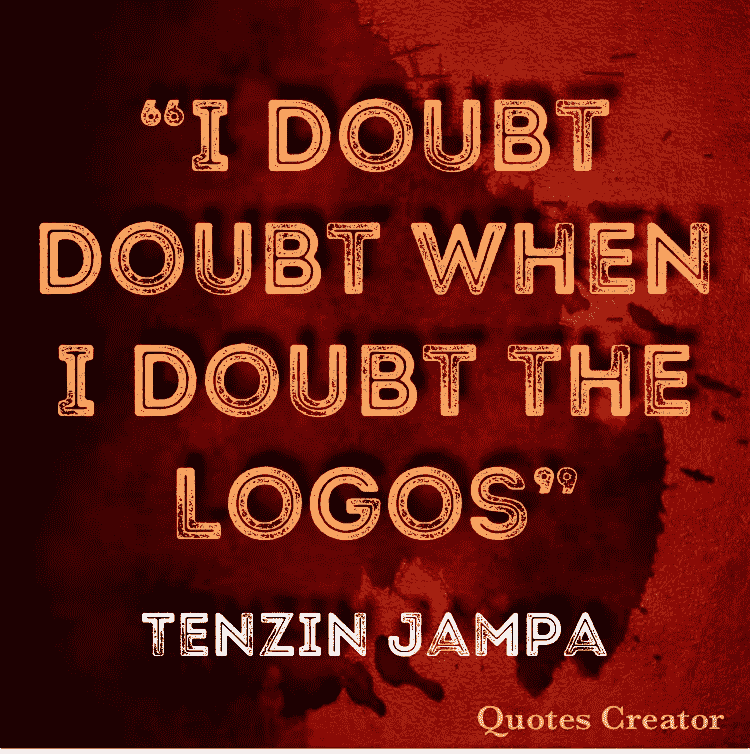 “I DOUBT
DOUBT WHEN
I DOUBT THE
LOGOS”
TENZIN JAMPA
Quotes Creator